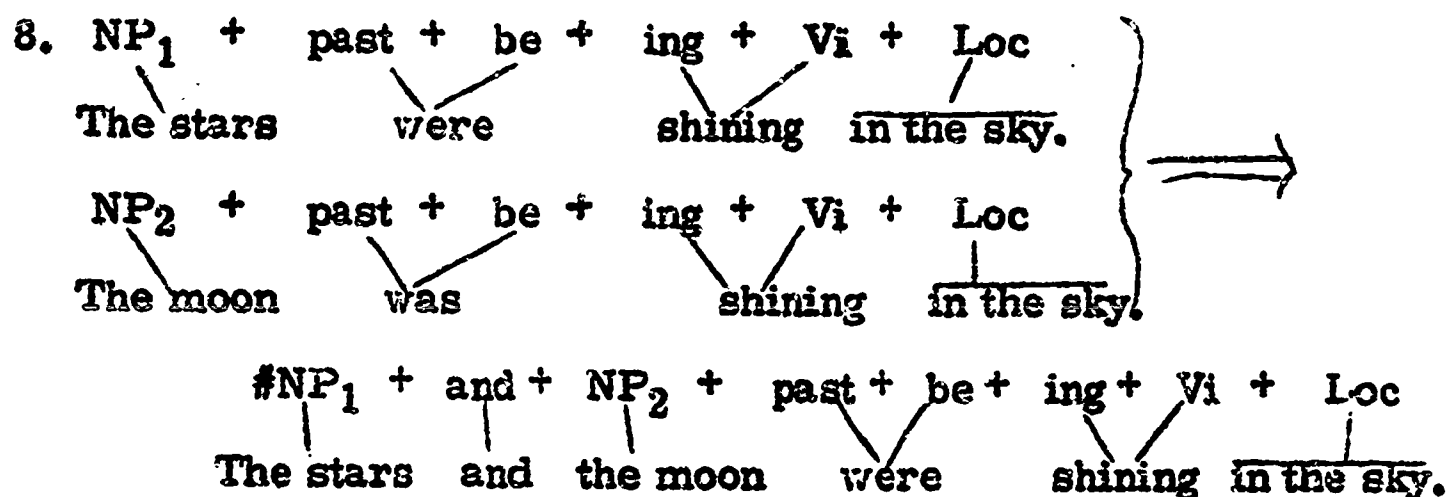 8. NP₁ + past + be + ing + Vi + Loc
The stars were shining in the sky.
NP₂ + past + be + ing + Vi + Loc
The moon was shining in the sky.
#NP₁ + and + NP₂ + past + be + ing + Vi + Loc
The stars and the moon were shining in the sky.